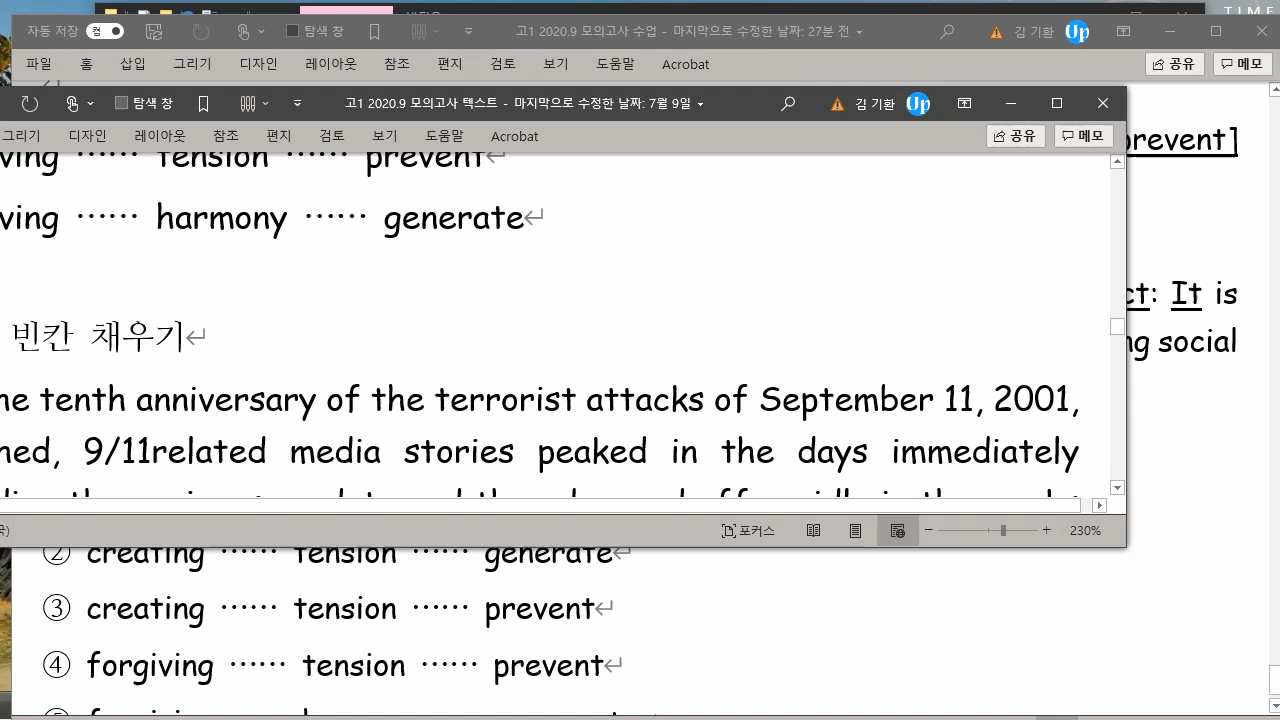 TIME
자동 저장 켬 탐색 창 고1 2020.9 모의고사 수업 - 마지막으로 수정한 날짜: 27분 전 김 기환 Up
파일 홈 삽입 그리기 디자인 레이아웃 참조 편지 검토 보기 도움말 Acrobat 공유 메모
탐색 창 고1 2020.9 모의고사 텍스트 - 마지막으로 수정한 날짜: 7월 9일 김 기환 Up
그리기 디자인 레이아웃 참조 편지 검토 보기 도움말 Acrobat 공유 메모
prevent]
ving ⋯⋯ tension ⋯⋯ prevent↵
ving ⋯⋯ harmony ⋯⋯ generate↵
ct: It is
빈칸 채우기↵
ng social
he tenth anniversary of the terrorist attacks of September 11, 2001,
hed, 9/11related media stories peaked in the days immediately
포커스 230%
② creating ⋯⋯ tension ⋯⋯ generate↵
③ creating ⋯⋯ tension ⋯⋯ prevent↵
④ forgiving ⋯⋯ tension ⋯⋯ prevent↵